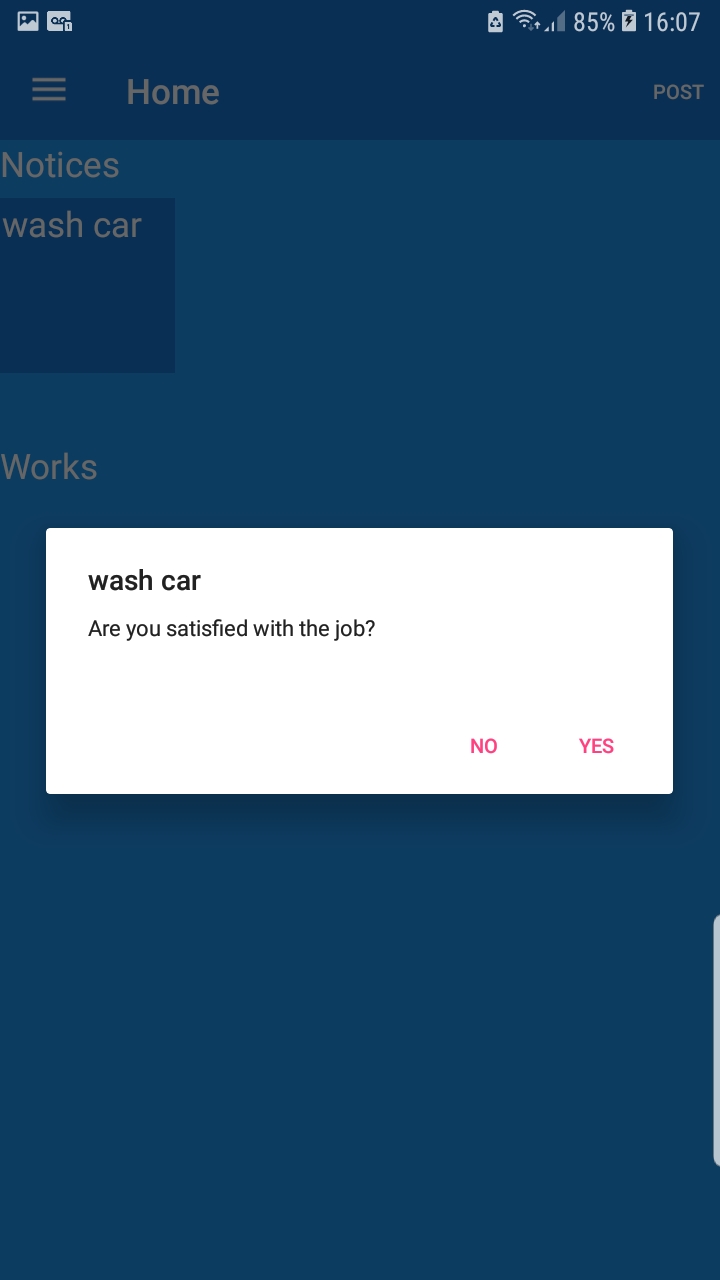 85% 16:07
Home POST
Notices
wash car
Works
wash car
Are you satisfied with the job?
NO YES